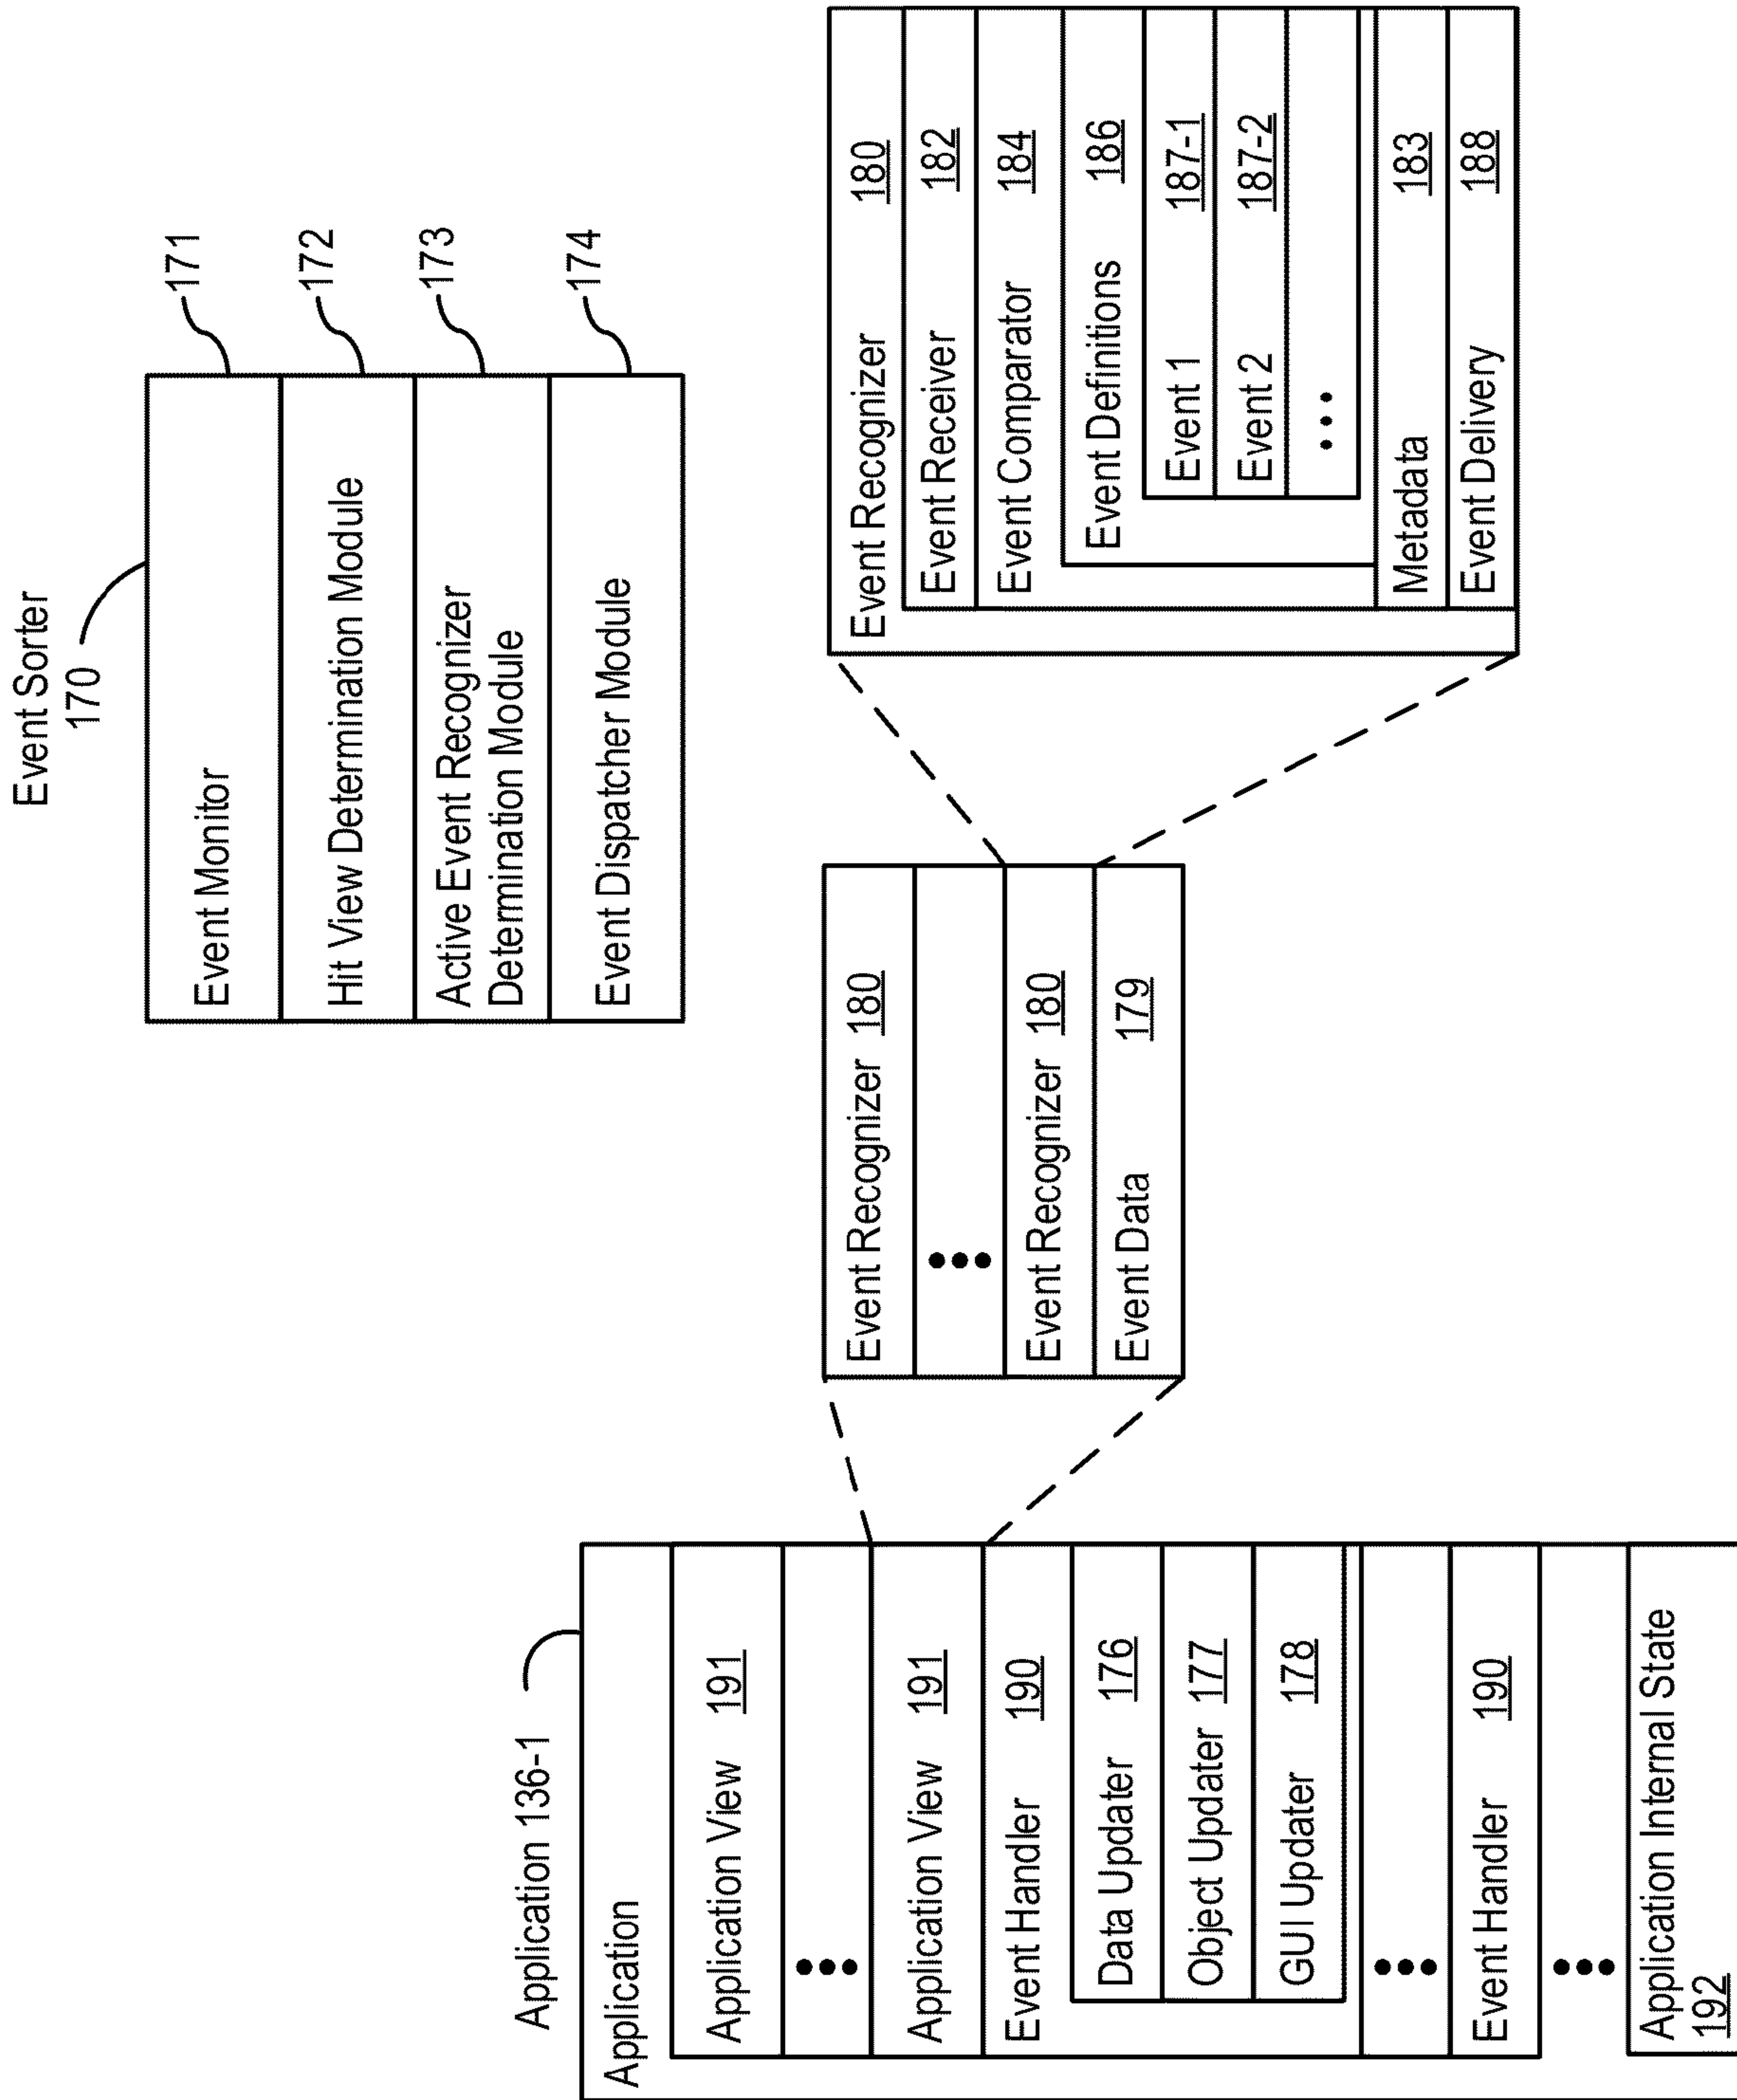 Event Sorter
170
Event Monitor
171
Hit View Determination Module
172
Active Event Recognizer
Determination Module
173
Event Dispatcher Module
174
Application 136-1
Application
Application View 191
•••
Application View 191
Event Handler 190
Data Updater 176
Object Updater 177
GUI Updater 178
•••
Event Handler 190
•••
Application Internal State
192
Event Recognizer 180
•••
Event Recognizer 180
Event Data 179
Event Recognizer 180
Event Receiver 182
Event Comparator 184
Event Definitions 186
Event 1 187-1
Event 2 187-2
•••
Metadata 183
Event Delivery 188